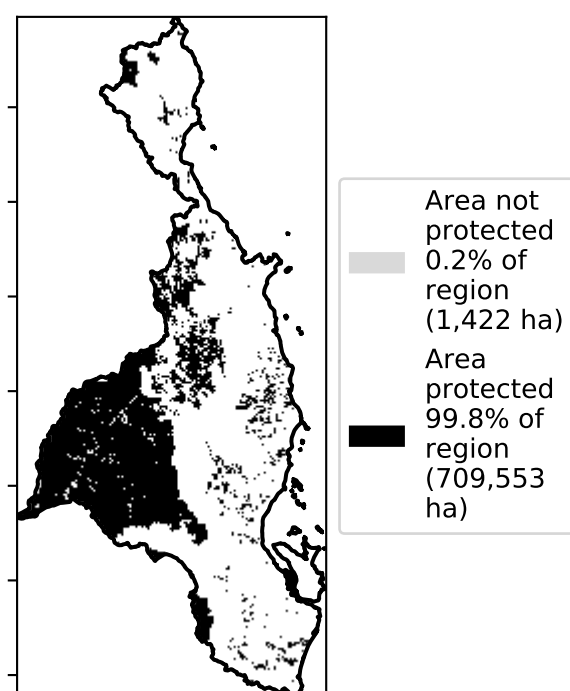 Area not
protected
0.2% of
region
(1,422 ha)
Area
protected
99.8% of
region
(709,553
ha)